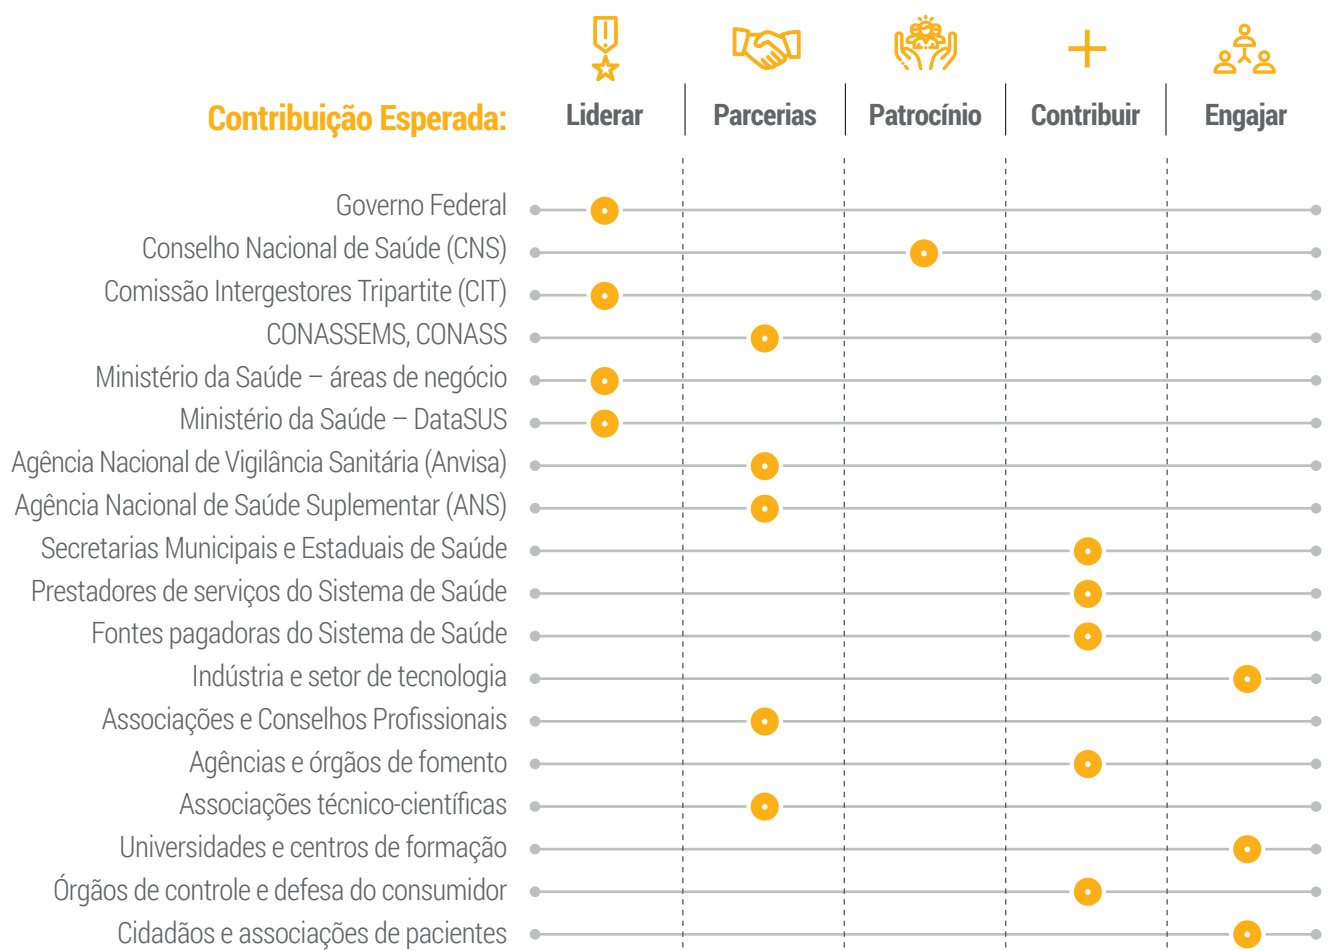 Contribuição Esperada: Liderar Parcerias Patrocínio Contribuir Engajar
Governo Federal
Conselho Nacional de Saúde (CNS)
Comissão Intergestores Tripartite (CIT)
CONASSEMS, CONASS
Ministério da Saúde – áreas de negócio
Ministério da Saúde – DataSUS
Agência Nacional de Vigilância Sanitária (Anvisa)
Agência Nacional de Saúde Suplementar (ANS)
Secretarias Municipais e Estaduais de Saúde
Prestadores de serviços do Sistema de Saúde
Fontes pagadoras do Sistema de Saúde
Indústria e setor de tecnologia
Associações e Conselhos Profissionais
Agências e órgãos de fomento
Associações técnico-científicas
Universidades e centros de formação
Órgãos de controle e defesa do consumidor
Cidadãos e associações de pacientes